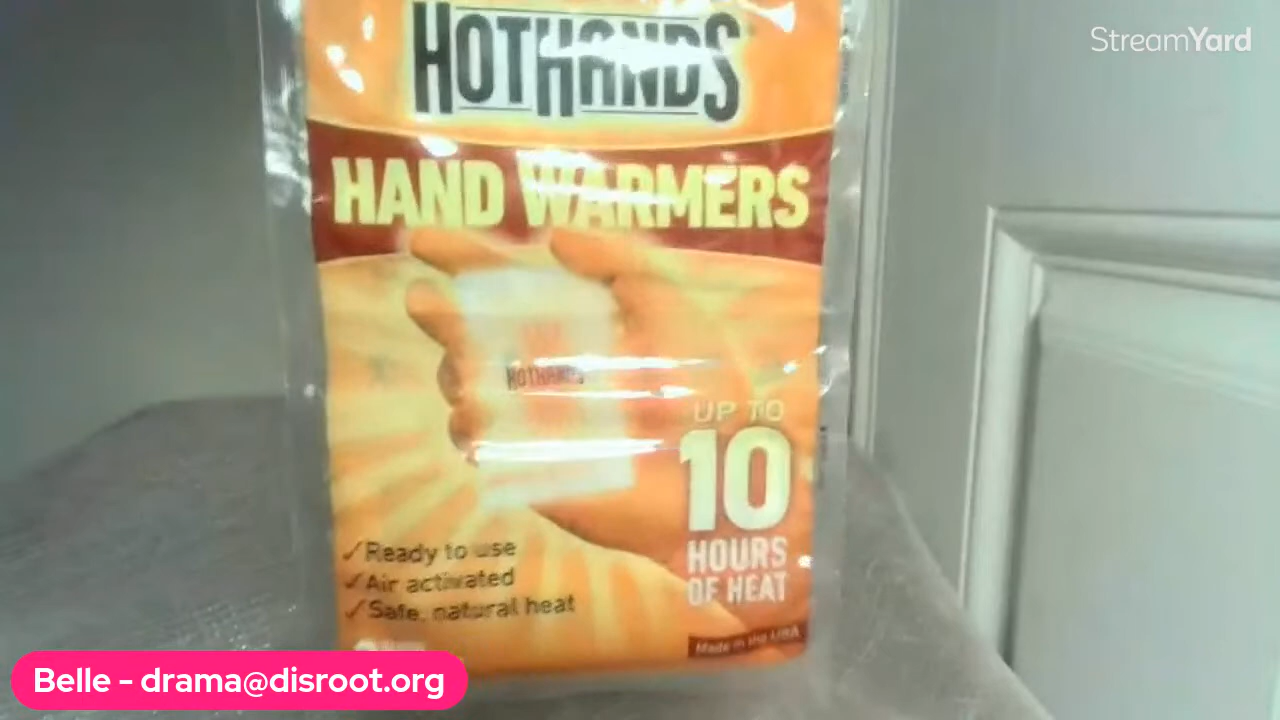 StreamYard
HOTHANDS
HAND WARMERS
HOTHANDS
UP TO
10
HOURS
OF HEAT
✓Ready to use
✓Air activated
✓Safe, natural heat
Made in the USA
Belle - drama@disroot.org